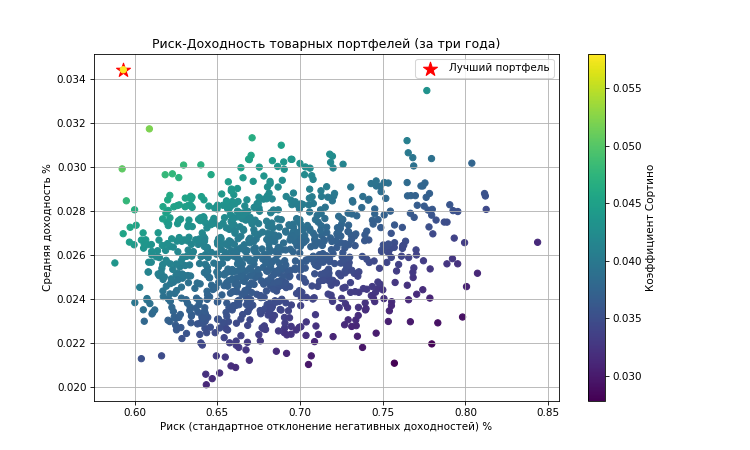 Риск-Доходность товарных портфелей (за три года)
Лучший портфель
Средняя доходность %
0.034
0.032
0.030
0.028
0.026
0.024
0.022
0.020
0.60 0.65 0.70 0.75 0.80 0.85
Риск (стандартное отклонение негативных доходностей) %
0.055
0.050
0.045
0.040
0.035
0.030
Коэффициент Сортино